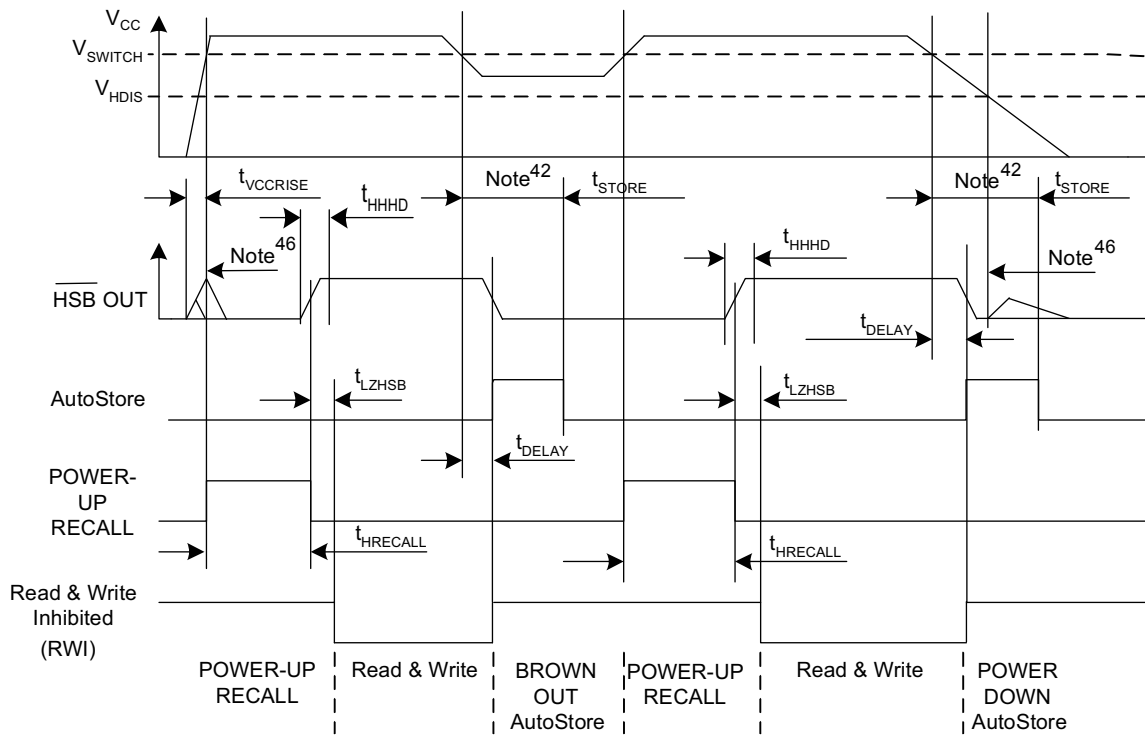 VCC
VSWITCH
VHDIS
tVCCRISE
tHHHD
Note42
tSTORE
Note42
tSTORE
Note46
tHHHD
Note46
HSB OUT
tDELAY
tLZHSB
tLZHSB
AutoStore
tDELAY
POWER-
UP
RECALL
tHRECALL
tHRECALL
Read & Write
Inhibited
(RWI)
POWER-UP
RECALL
Read & Write
BROWN
OUT
AutoStore
POWER-UP
RECALL
Read & Write
POWER
DOWN
AutoStore